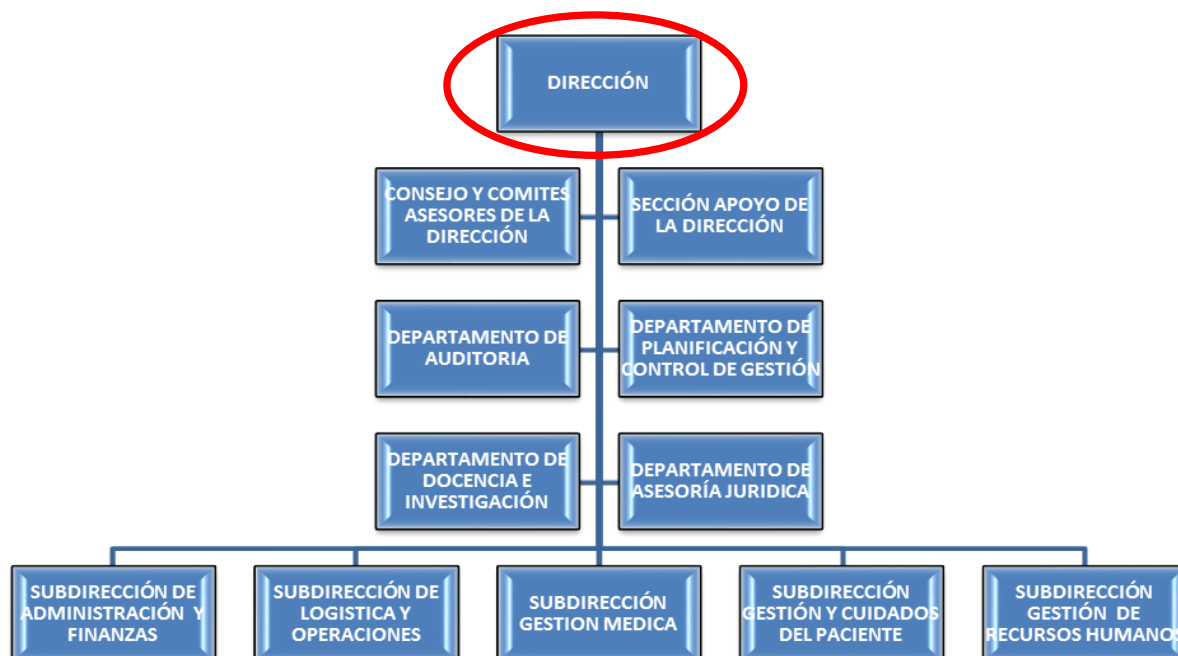 DIRECCIÓN
CONSEJO Y COMITES
ASESORES DE LA
DIRECCIÓN
SECCIÓN APOYO DE
LA DIRECCIÓN
DEPARTAMENTO DE
AUDITORIA
DEPARTAMENTO DE
PLANIFICACIÓN Y
CONTROL DE GESTIÓN
DEPARTAMENTO DE
DOCENCIA E
INVESTIGACIÓN
DEPARTAMENTO DE
ASESORÍA JURIDICA
SUBDIRECCIÓN DE
ADMINISTRACIÓN Y
FINANZAS
SUBDIRECCIÓN DE
LOGISTICA Y
OPERACIONES
SUBDIRECCIÓN
GESTION MEDICA
SUBDIRECCIÓN
GESTIÓN Y CUIDADOS
DEL PACIENTE
SUBDIRECCIÓN
GESTIÓN DE
RECURSOS HUMANOS